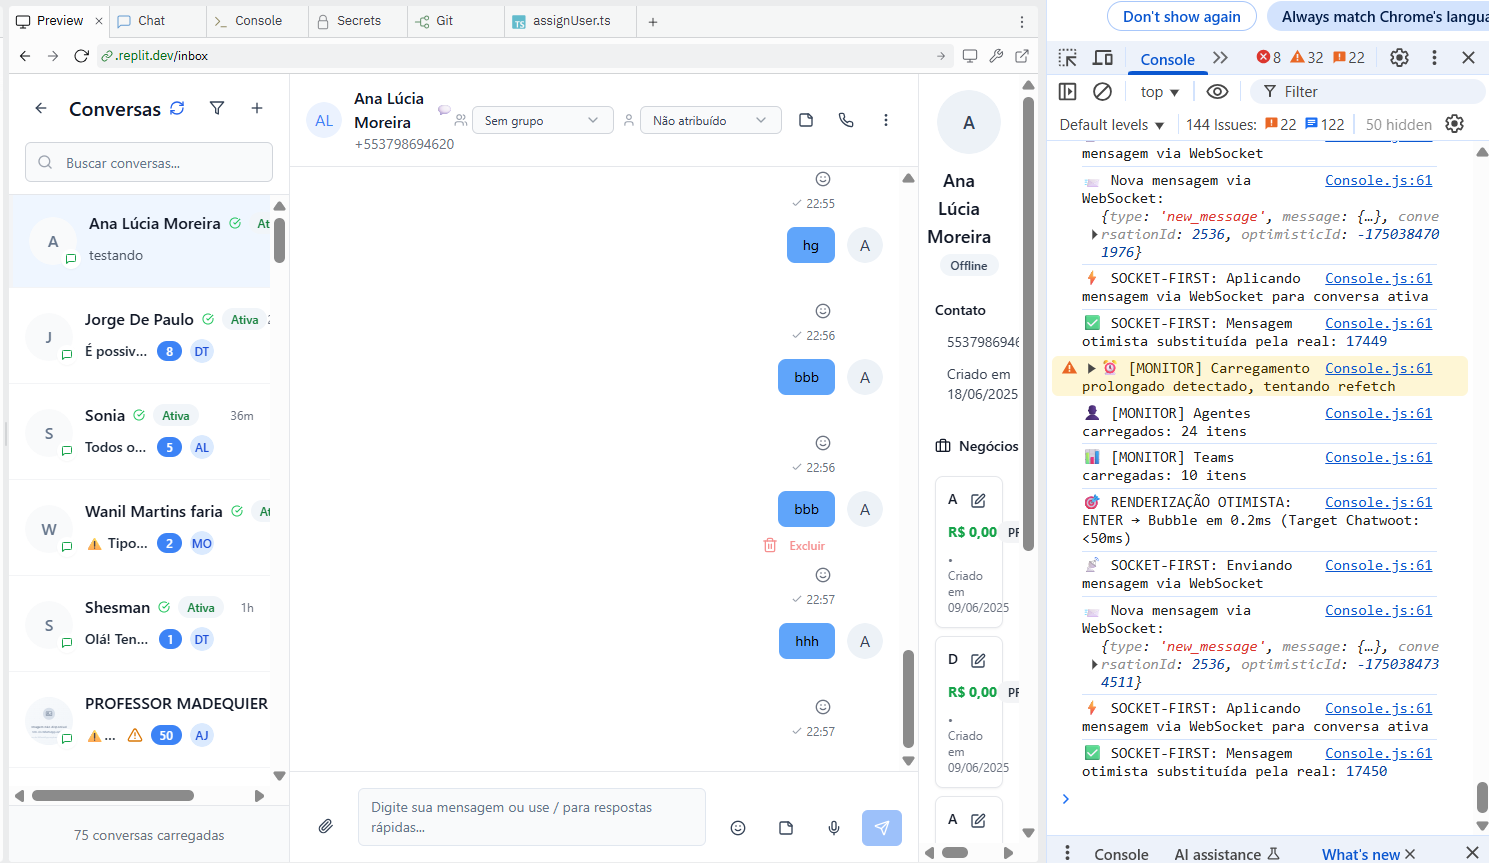 Preview
Chat
Console
Secrets
Git
assignUser.ts
.replit.dev/inbox
Conversas
Buscar conversas...
Ana Lúcia Moreira
At
testando
Jorge De Paulo
Ativa
É possiv...
8
DT
Sonia
Ativa
36m
Todos o...
5
AL
Wanil Martins faria
At
Tipo...
2
MO
Shesman
Ativa
1h
Olá! Ten...
1
DT
PROFESSOR MADEQUIER
...
50
AJ
75 conversas carregadas
AL
Ana Lúcia
Moreira
+553798694620
Sem grupo
Não atribuído
22:55
hg
A
22:56
bbb
A
22:56
bbb
A
Excluir
22:57
hhh
A
22:57
Digite sua mensagem ou use / para respostas
rápidas...
A
Ana
Lúcia
Moreira
Offline
Contato
5537986946
Criado em
18/06/2025
Negócios
A
R$ 0,00
PR
•
Criado
em
09/06/2025
D
R$ 0,00
PR
•
Criado
em
09/06/2025
A
Don't show again
Always match Chrome's langua
Console
8
32
22
top
Filter
Default levels
144 Issues:
22
122
50 hidden
mensagem via WebSocket
Nova mensagem via
Console.js:61
WebSocket:
{type: 'new_message', message: {…}, conve
rsationId: 2536, optimisticId: -175038470
1976}
SOCKET-FIRST: Aplicando
Console.js:61
mensagem via WebSocket para conversa ativa
SOCKET-FIRST: Mensagem
Console.js:61
otimista substituída pela real: 17449
[MONITOR] Carregamento
Console.js:61
prolongado detectado, tentando refetch
[MONITOR] Agentes
Console.js:61
carregados: 24 itens
[MONITOR] Teams
Console.js:61
carregadas: 10 itens
RENDERIZAÇÃO OTIMISTA:
Console.js:61
ENTER → Bubble em 0.2ms (Target Chatwoot:
<50ms)
SOCKET-FIRST: Enviando
Console.js:61
mensagem via WebSocket
Nova mensagem via
Console.js:61
WebSocket:
{type: 'new_message', message: {…}, conve
rsationId: 2536, optimisticId: -175038473
4511}
SOCKET-FIRST: Aplicando
Console.js:61
mensagem via WebSocket para conversa ativa
SOCKET-FIRST: Mensagem
Console.js:61
otimista substituída pela real: 17450
Console
AI assistance
What's new